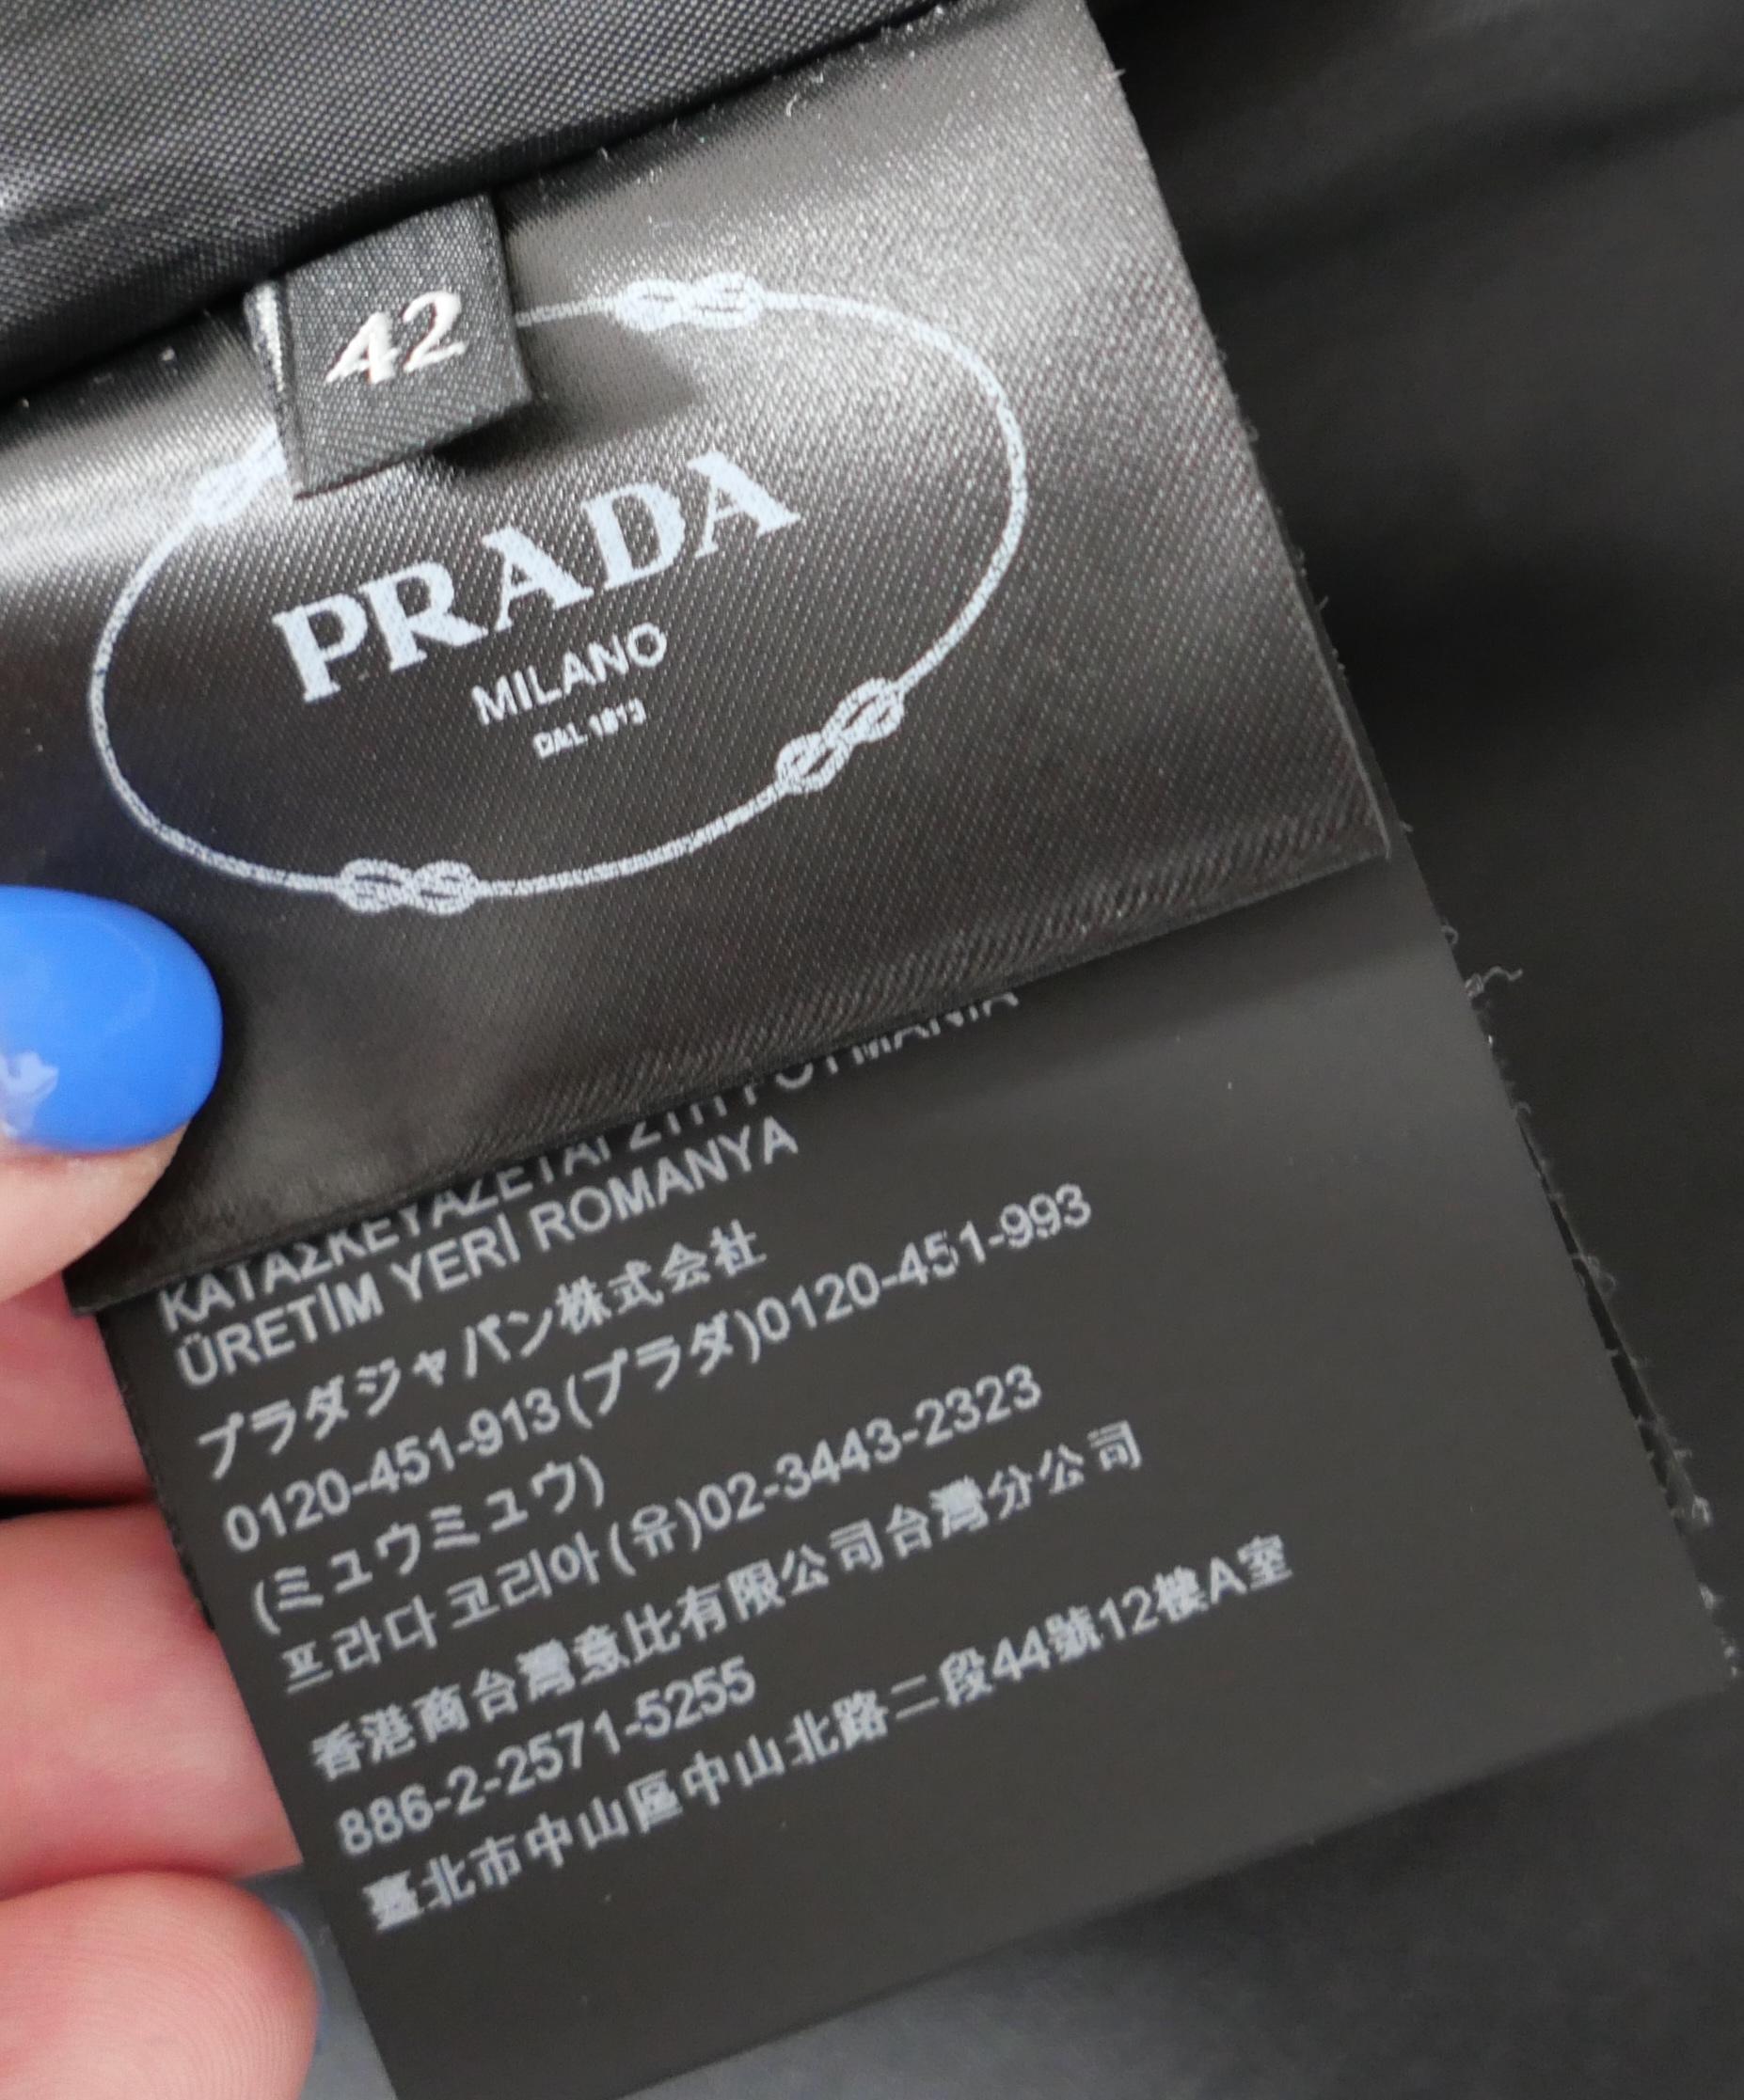 42
PRADA
MILANO
DAL 1913
ΚΑΤΑΣΚΕΥΑΖΕΤΑΙ ΣΤΗ ΡΟΥΜΑΝΙΑ
ÜRETİM YERİ ROMANYA
プラダジャパン株式会社
0120-451-913(プラダ)0120-451-993
(ミュウミュウ)
프라다 코리아 (유)02-3443-2323
香港商台灣意比有限公司台灣分公司
886-2-2571-5255
臺北市中山區中山北路二段44號12樓A室